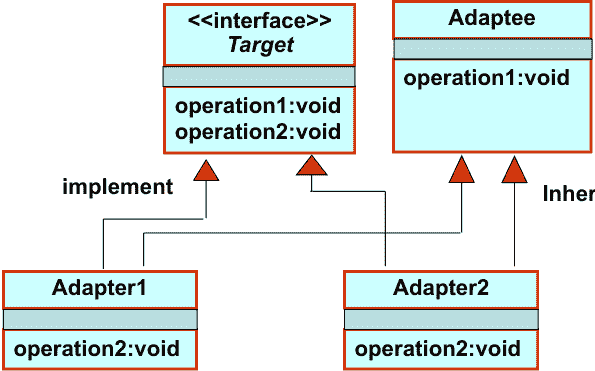 <<interface>>
Target
operation1:void
operation2:void
Adaptee
operation1:void
implement
Inher
Adapter1
operation2:void
Adapter2
operation2:void